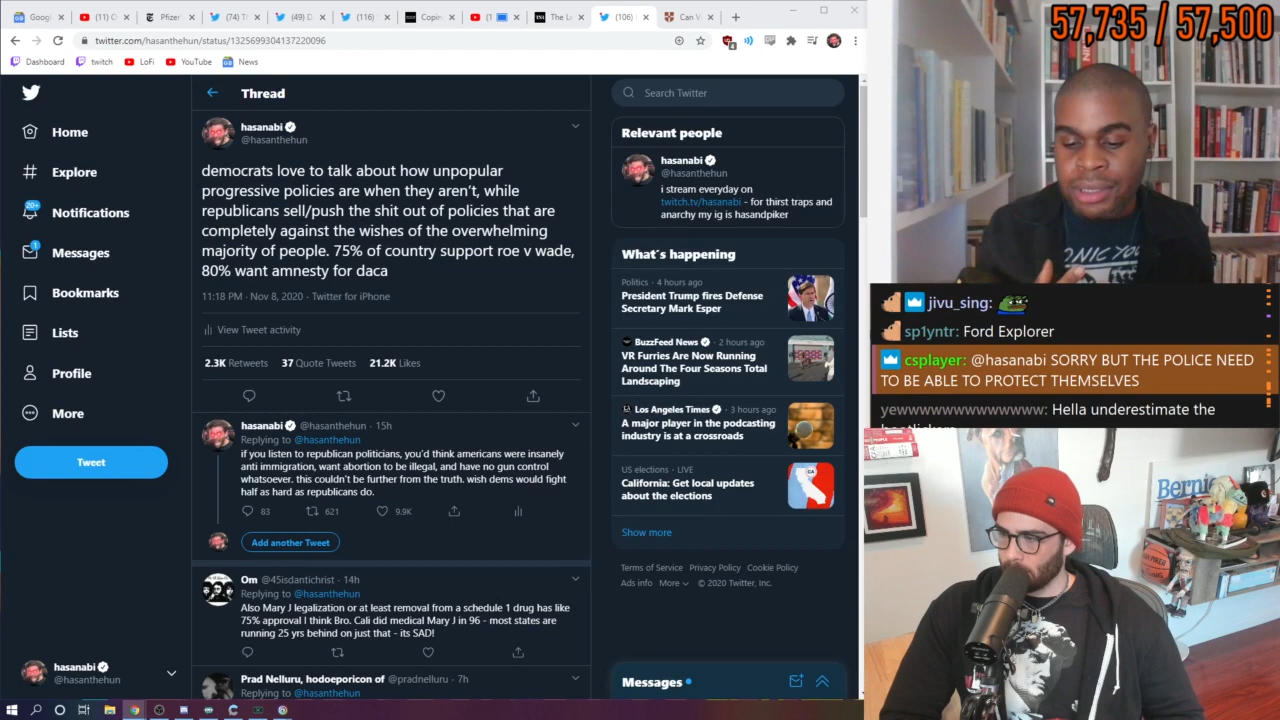 Googl
(11) C
Pfizer
(74) T
(49) D
(116)
Copin
(1
The L
(106)
Can V
twitter.com/hasanthehun/status/1325699304137220096
Dashboard
twitch
LoFi
YouTube
News
57,735 / 57,500
Home
Explore
20+
Notifications
1
Messages
Bookmarks
Lists
Profile
More
Tweet
hasanabi
@hasanthehun
Thread
hasanabi
@hasanthehun
democrats love to talk about how unpopular
progressive policies are when they aren't, while
republicans sell/push the shit out of policies that are
completely against the wishes of the overwhelming
majority of people. 75% of country support roe v wade,
80% want amnesty for daca
11:18 PM · Nov 8, 2020 · Twitter for iPhone
View Tweet activity
2.3K Retweets 37 Quote Tweets 21.2K Likes
hasanabi @hasanthehun · 15h
Replying to @hasanthehun
if you listen to republican politicians, you'd think americans were insanely
anti immigration, want abortion to be illegal, and have no gun control
whatsoever. this couldn't be further from the truth. wish dems would fight
half as hard as republicans do.
83 621 9.9K
Add another Tweet
Om @45isdantichrist · 14h
Replying to @hasanthehun
Also Mary J legalization or at least removal from a schedule 1 drug has like
75% approval I think Bro. Cali did medical Mary J in 96 - most states are
running 25 yrs behind on just that - its SAD!
Prad Nelluru, hodoeporicon of @pradnelluru · 7h
Replying to @hasanthehun
Search Twitter
Relevant people
hasanabi
@hasanthehun
i stream everyday on
twitch.tv/hasanabi - for thirst traps and
anarchy my ig is hasandpiker
What's happening
Politics · 4 hours ago
President Trump fires Defense
Secretary Mark Esper
BuzzFeed News · 2 hours ago
VR Furries Are Now Running
Around The Four Seasons Total
Landscaping
Los Angeles Times · 3 hours ago
A major player in the podcasting
industry is at a crossroads
US elections · LIVE
California: Get local updates
about the elections
Show more
Terms of Service Privacy Policy Cookie Policy
Ads info More © 2020 Twitter, Inc.
Messages
jivu_sing:
sp1yntr: Ford Explorer
csplayer: @hasanabi SORRY BUT THE POLICE NEED
TO BE ABLE TO PROTECT THEMSELVES
yewwwwwwwwwwwww: Hella underestimate the
bootlickers
Bernie